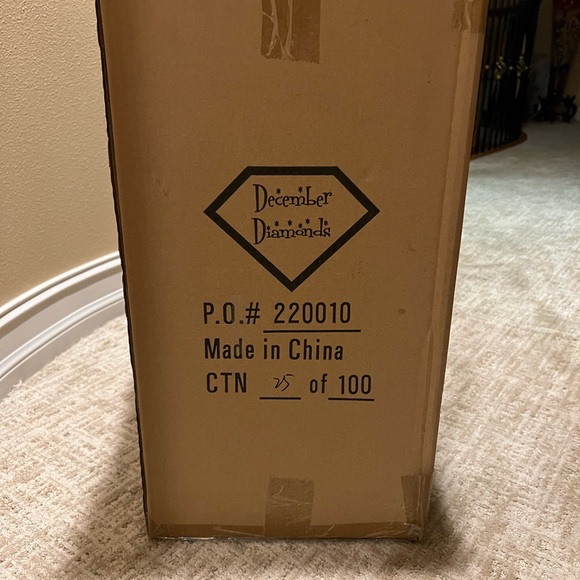 December
Diamonds
P.O.# 220010
Made in China
CTN 25 of 100